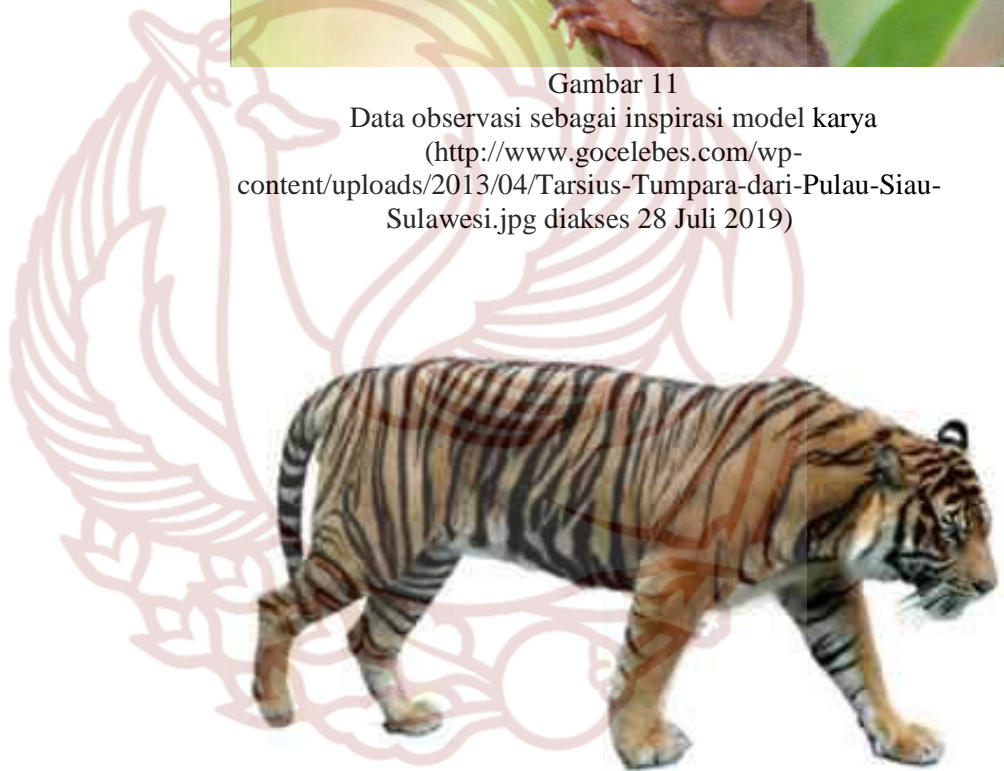 Gambar 11
Data observasi sebagai inspirasi model karya
(http://www.gocelebes.com/wp-
content/uploads/2013/04/Tarsius-Tumpara-dari-Pulau-Siau-
Sulawesi.jpg diakses 28 Juli 2019)